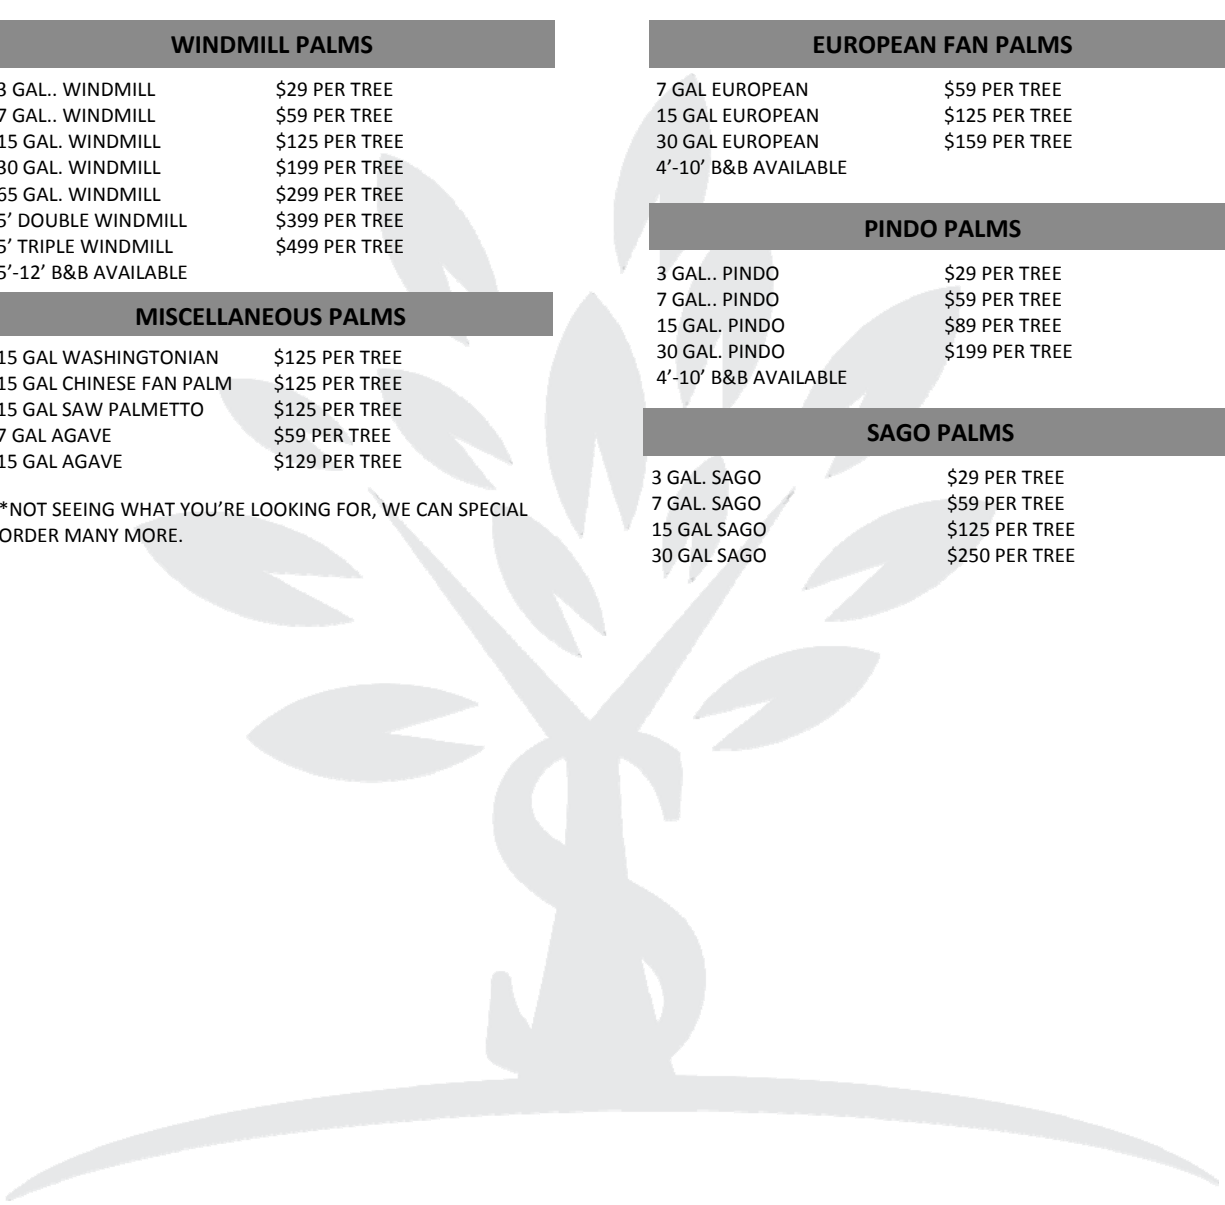 WINDMILL PALMS
3 GAL.. WINDMILL $29 PER TREE
7 GAL.. WINDMILL $59 PER TREE
15 GAL. WINDMILL $125 PER TREE
30 GAL. WINDMILL $199 PER TREE
65 GAL. WINDMILL $299 PER TREE
5’ DOUBLE WINDMILL $399 PER TREE
5’ TRIPLE WINDMILL $499 PER TREE
5’-12’ B&B AVAILABLE
MISCELLANEOUS PALMS
15 GAL WASHINGTONIAN $125 PER TREE
15 GAL CHINESE FAN PALM $125 PER TREE
15 GAL SAW PALMETTO $125 PER TREE
7 GAL AGAVE $59 PER TREE
15 GAL AGAVE $129 PER TREE
*NOT SEEING WHAT YOU’RE LOOKING FOR, WE CAN SPECIAL
ORDER MANY MORE.
EUROPEAN FAN PALMS
7 GAL EUROPEAN $59 PER TREE
15 GAL EUROPEAN $125 PER TREE
30 GAL EUROPEAN $159 PER TREE
4’-10’ B&B AVAILABLE
PINDO PALMS
3 GAL.. PINDO $29 PER TREE
7 GAL.. PINDO $59 PER TREE
15 GAL. PINDO $89 PER TREE
30 GAL. PINDO $199 PER TREE
4’-10’ B&B AVAILABLE
SAGO PALMS
3 GAL. SAGO $29 PER TREE
7 GAL. SAGO $59 PER TREE
15 GAL SAGO $125 PER TREE
30 GAL SAGO $250 PER TREE